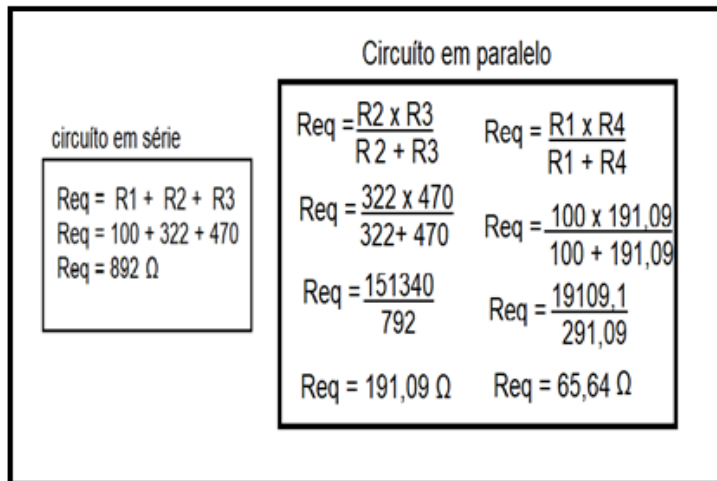 Circuíto em paralelo
circuíto em série
Req = R1 + R2 + R3
Req = 100 + 322 + 470
Req = 892 Ω
Req = R2 x R3
R2 + R3
Req = 322 x 470
322+ 470
Req = 151340
792
Req = 191,09 Ω
Req = R1 x R4
R1 + R4
Req = 100 x 191,09
100 + 191,09
Req = 19109,1
291,09
Req = 65,64 Ω